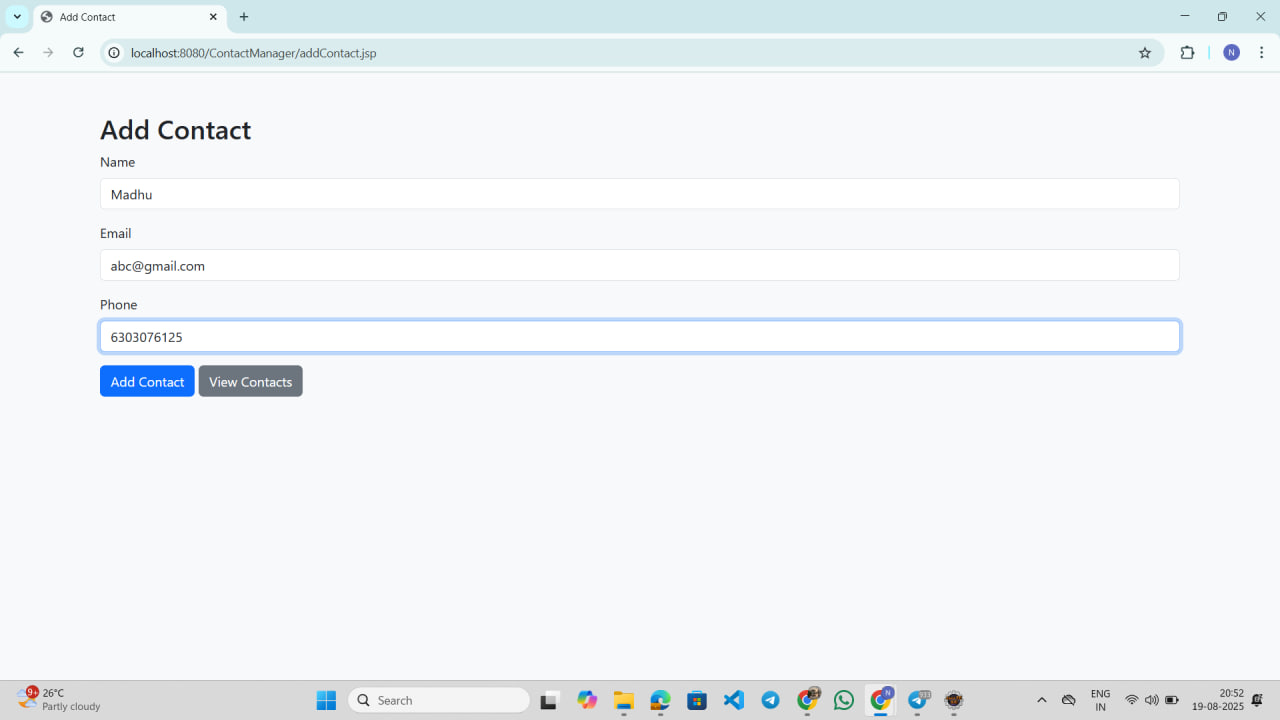 Add Contact
localhost:8080/ContactManager/addContact.jsp
N
Add Contact
Name
Madhu
Email
abc@gmail.com
Phone
6303076125
Add Contact View Contacts
9+
26°C
Partly cloudy
Search
N
ENG
IN
20:52
19-08-2025